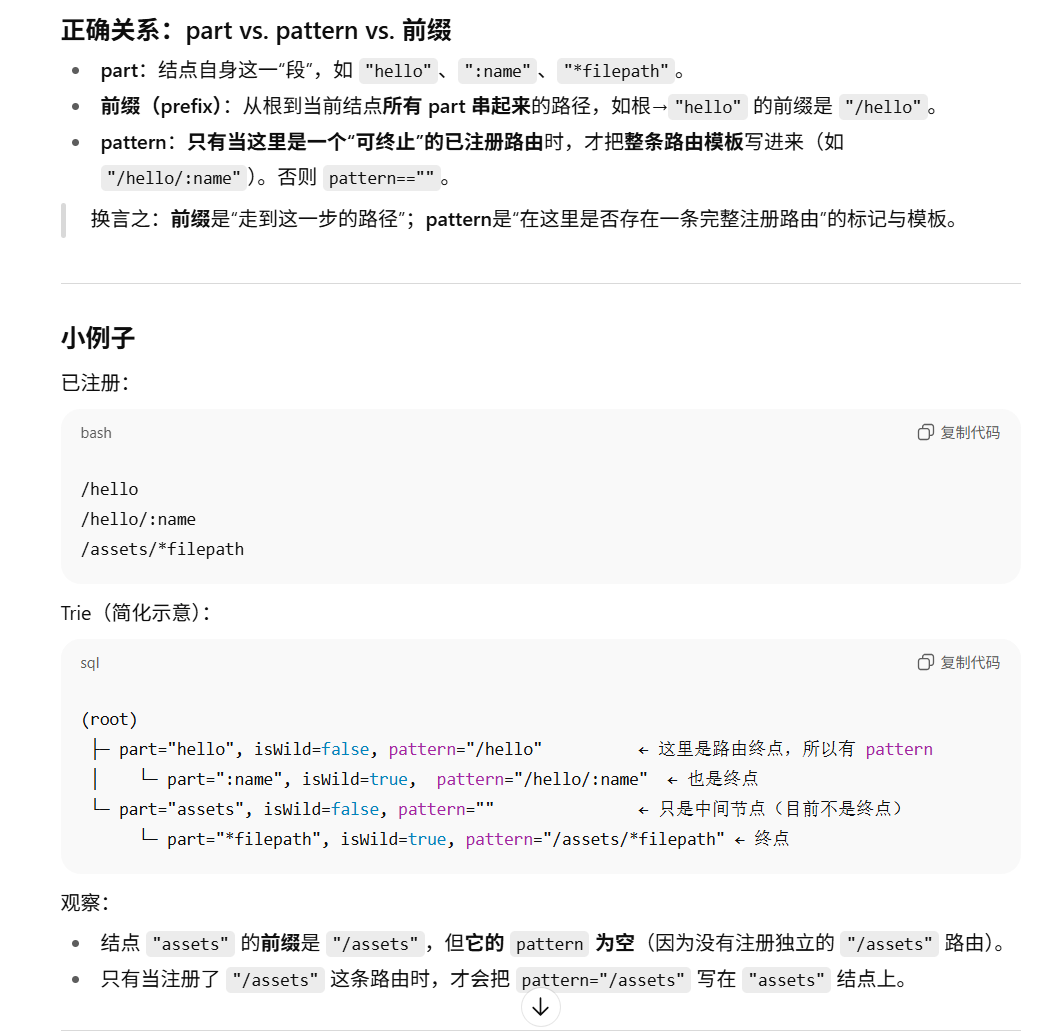 正确关系：part vs. pattern vs. 前缀
part：结点自身这一“段”，如 "hello"、":name"、"*filepath"。
前缀（prefix）：从根到当前结点所有 part 串起来的路径，如根→"hello" 的前缀是 "/hello"。
pattern：只有当这里是一个“可终止”的已注册路由时，才把整条路由模板写进来（如
"/hello/:name"）。否则 pattern==""。
换言之：前缀是“走到这一步的路径”；pattern是“在这里是否存在一条完整注册路由”的标记与模板。
小例子
已注册：
bash 复制代码
/hello
/hello/:name
/assets/*filepath
Trie（简化示意）：
sql 复制代码
(root)
├─ part="hello", isWild=false, pattern="/hello" ← 这里是路由终点，所以有 pattern
│ └─ part=":name", isWild=true, pattern="/hello/:name" ← 也是终点
└─ part="assets", isWild=false, pattern="" ← 只是中间节点（目前不是终点）
└─ part="*filepath", isWild=true, pattern="/assets/*filepath" ← 终点
观察：
结点 "assets" 的前缀是 "/assets"，但它的 pattern 为空（因为没有注册独立的 "/assets" 路由）。
只有当注册了 "/assets" 这条路由时，才会把 pattern="/assets" 写在 "assets" 结点上。